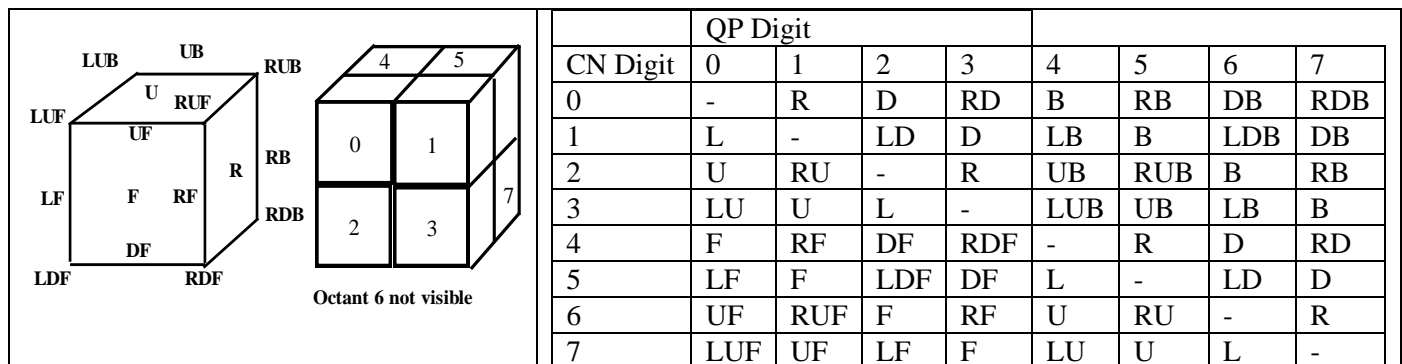 LUB UB RUB
U RUF
LUF
UF
RB
R
LF F RF
RDB
DF
LDF RDF
4 5
0 1
7
2 3
Octant 6 not visible
QP Digit
CN Digit 0 1 2 3 4 5 6 7
0 - R D RD B RB DB RDB
1 L - LD D LB B LDB DB
2 U RU - R UB RUB B RB
3 LU U L - LUB UB LB B
4 F RF DF RDF - R D RD
5 LF F LDF DF L - LD D
6 UF RUF F RF U RU - R
7 LUF UF LF F LU U L -